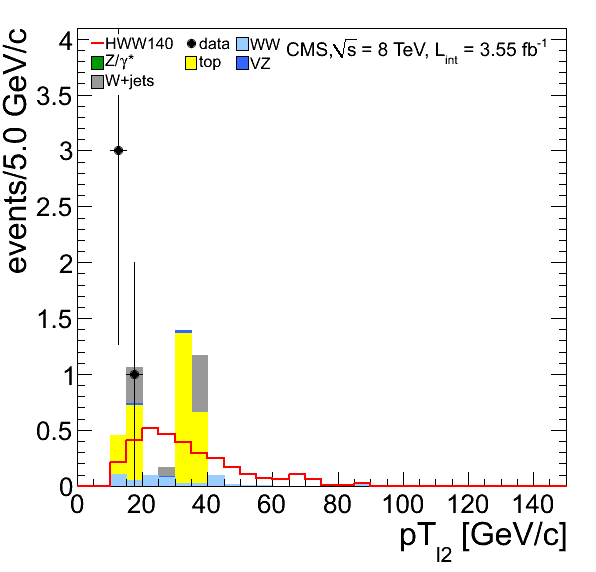 events/5.0 GeV/c
4
3.5
3
2.5
2
1.5
1
0.5
0
HWW140
data
WW
Z/γ*
top
VZ
W+jets
CMS,√s = 8 TeV, L_int = 3.55 fb⁻¹
0 20 40 60 80 100 120 140
pT_l2 [GeV/c]